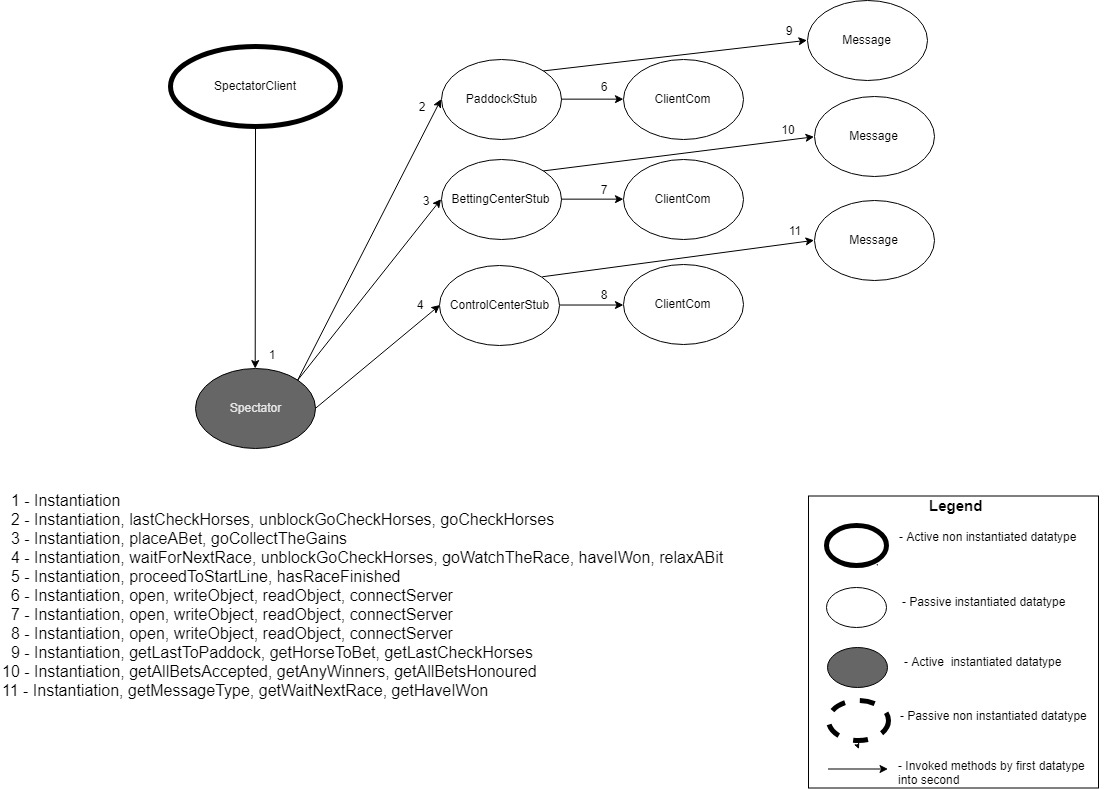 9
Message
SpectatorClient
2
PaddockStub
6
ClientCom
10
Message
3
BettingCenterStub
7
ClientCom
11
Message
4
ControlCenterStub
8
ClientCom
1
Spectator
1 - Instantiation
2 - Instantiation, lastCheckHorses, unblockGoCheckHorses, goCheckHorses
3 - Instantiation, placeABet, goCollectTheGains
4 - Instantiation, waitForNextRace, unblockGoCheckHorses, goWatchTheRace, haveIWon, relaxABit
5 - Instantiation, proceedToStartLine, hasRaceFinished
6 - Instantiation, open, writeObject, readObject, connectServer
7 - Instantiation, open, writeObject, readObject, connectServer
8 - Instantiation, open, writeObject, readObject, connectServer
9 - Instantiation, getLastToPaddock, getHorseToBet, getLastCheckHorses
10 - Instantiation, getAllBetsAccepted, getAnyWinners, getAllBetsHonoured
11 - Instantiation, getMessageType, getWaitNextRace, getHaveIWon
Legend
- Active non instantiated datatype
- Passive instantiated datatype
- Active instantiated datatype
- Passive non instantiated datatype
- Invoked methods by first datatype
into second